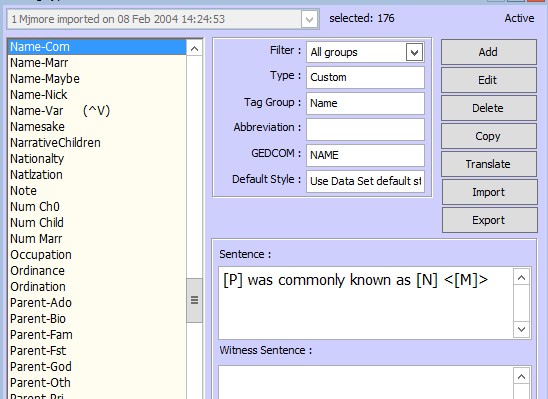 1 Mjmore imported on 08 Feb 2004 14:24:53
selected: 176
Active
Name-Com
Name-Marr
Name-Maybe
Name-Nick
Name-Var (^V)
Namesake
NarrativeChildren
Nationalty
Natlzation
Note
Num Ch0
Num Child
Num Marr
Occupation
Ordinance
Ordination
Parent-Ado
Parent-Bio
Parent-Fam
Parent-Fst
Parent-God
Parent-Oth
Filter :
All groups
Type :
Custom
Tag Group :
Name
Abbreviation :
GEDCOM :
NAME
Default Style :
Use Data Set default st
Add
Edit
Delete
Copy
Translate
Import
Export
Sentence :
[P] was commonly known as [N] <[M]>
Witness Sentence :